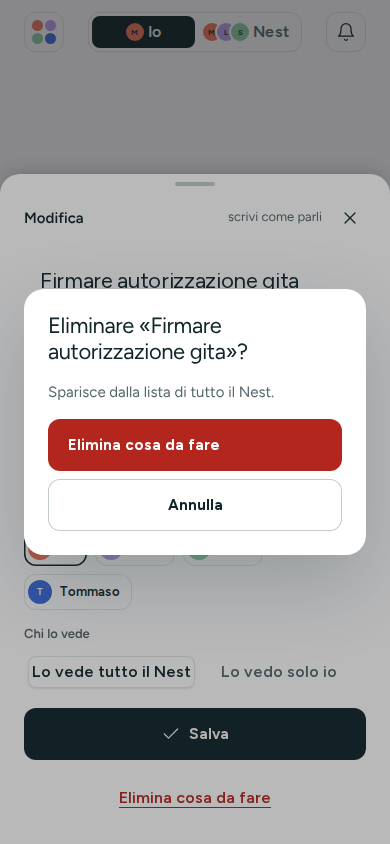 M Io
M L S Nest
Modifica
scrivi come parli
Firmare autorizzazione gita
Eliminare «Firmare
autorizzazione gita»?
Sparisce dalla lista di tutto il Nest.
Elimina cosa da fare
Annulla
T Tommaso
Chi lo vede
Lo vede tutto il Nest
Lo vedo solo io
Salva
Elimina cosa da fare